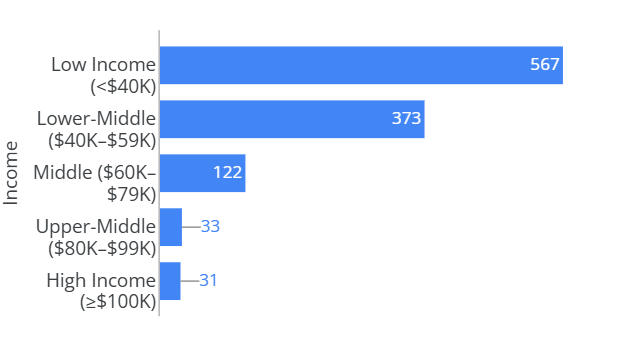 Income
Low Income
(<$40K)
567
Lower-Middle
($40K–$59K)
373
Middle ($60K–
$79K)
122
Upper-Middle
($80K–$99K)
33
High Income
(≥$100K)
31